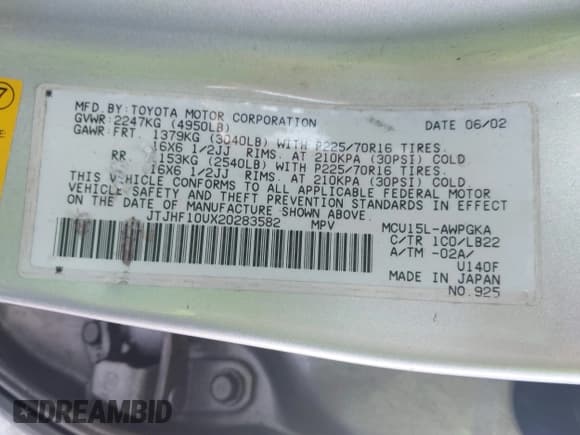 7
MFD. BY: TOYOTA MOTOR CORPORATION DATE 06/02
GVWR: 2247KG (4950LB)
GAWR: FRT. 1379KG (3040LB) WITH P225/70R16 TIRES.
16X6 1/2JJ RIMS. AT 210KPA (30PSI) COLD
RR 1153KG (2540LB) WITH P225/70R16 TIRES.
16X6 1/2JJ RIMS. AT 210KPA (30PSI) COLD
THIS VEHICLE CONFORMS TO ALL APPLICABLE FEDERAL MOTOR
VEHICLE SAFETY AND THEFT PREVENTION STANDARDS IN EFFECT
ON THE DATE OF MANUFACTURE SHOWN ABOVE.
JTJHF10UX20283582 MPV MCU15L-AWPGKA
C/TR 1C0/LB22
A/TM -02A/
U140F
MADE IN JAPAN
NO. 925
DREAMBID